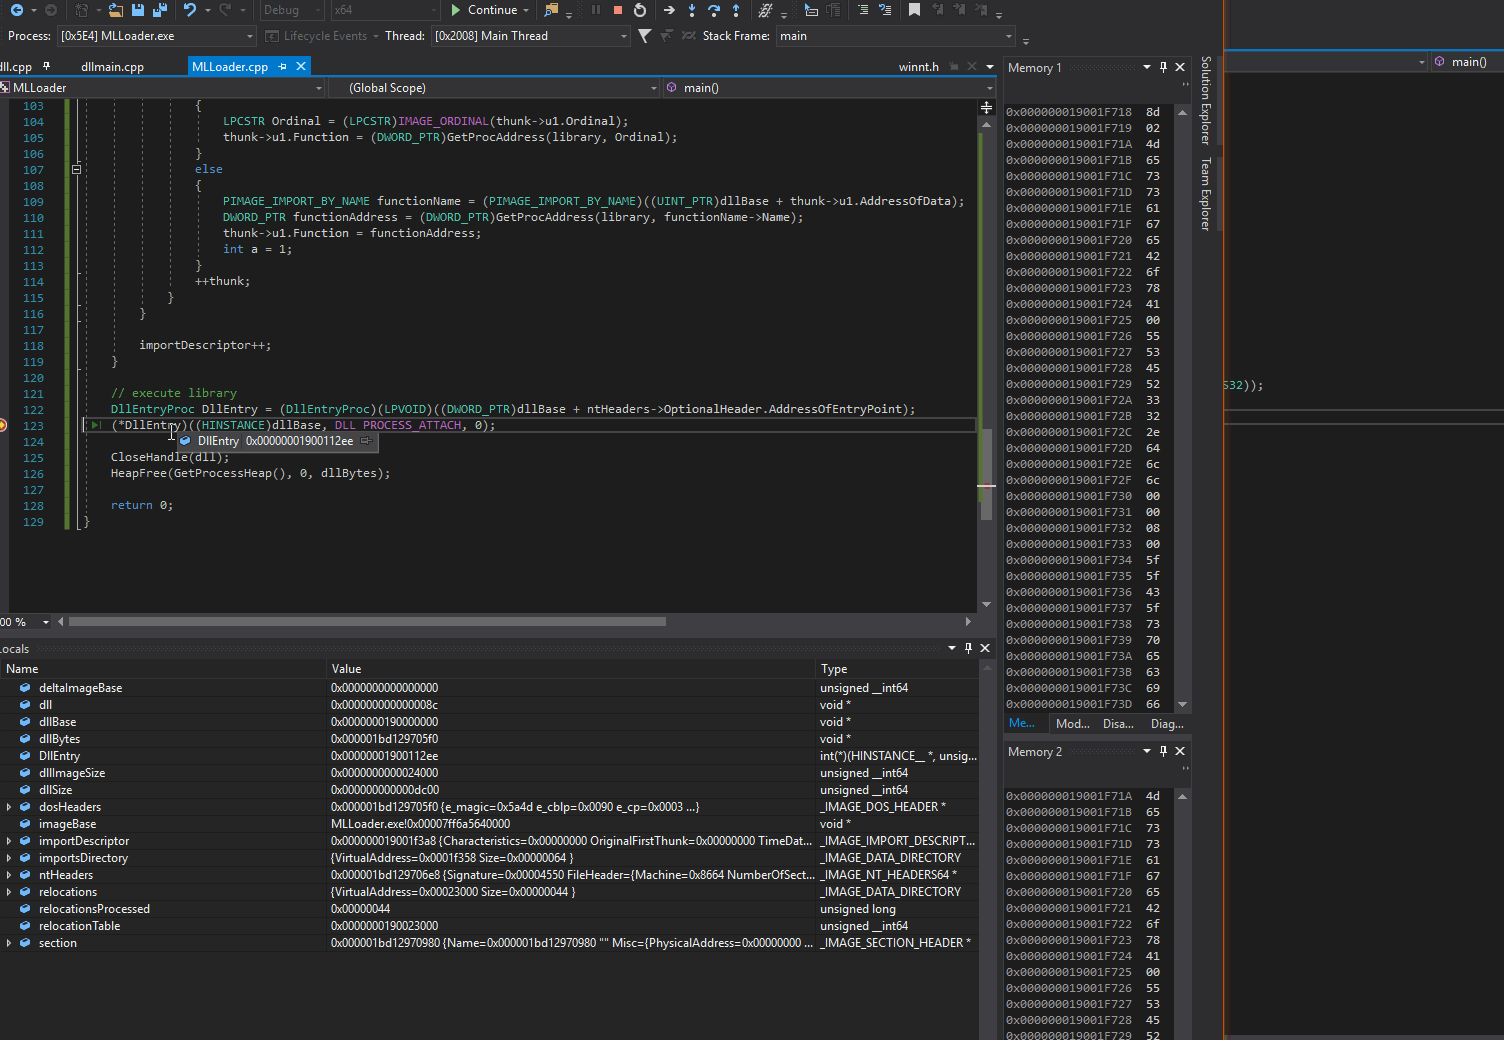 Debug
x64
Continue
Process: [0x5E4] MLLoader.exe
Lifecycle Events
Thread: [0x2008] Main Thread
Stack Frame: main
dll.cpp
dllmain.cpp
MLLoader.cpp
winnt.h
MLLoader
(Global Scope)
main()
103 {
104 LPCSTR Ordinal = (LPCSTR)IMAGE_ORDINAL(thunk->u1.Ordinal);
105 thunk->u1.Function = (DWORD_PTR)GetProcAddress(library, Ordinal);
106 }
107 else
108 {
109 PIMAGE_IMPORT_BY_NAME functionName = (PIMAGE_IMPORT_BY_NAME)((UINT_PTR)dllBase + thunk->u1.AddressOfData);
110 DWORD_PTR functionAddress = (DWORD_PTR)GetProcAddress(library, functionName->Name);
111 thunk->u1.Function = functionAddress;
112 int a = 1;
113 }
114 ++thunk;
115 }
116 }
117
118 importDescriptor++;
119 }
120
121 // execute library
122 DllEntryProc DllEntry = (DllEntryProc)(LPVOID)((DWORD_PTR)dllBase + ntHeaders->OptionalHeader.AddressOfEntryPoint);
123 (*DllEntry)((HINSTANCE)dllBase, DLL_PROCESS_ATTACH, 0);
124
DllEntry 0x00000001900112ee
125 CloseHandle(dll);
126 HeapFree(GetProcessHeap(), 0, dllBytes);
127
128 return 0;
129 }
00 %
Locals
Name Value Type
deltaImageBase 0x0000000000000000 unsigned __int64
dll 0x000000000000008c void *
dllBase 0x0000000190000000 void *
dllBytes 0x000001bd129705f0 void *
DllEntry 0x00000001900112ee int(*)(HINSTANCE__ *, unsig...
dllImageSize 0x0000000000024000 unsigned __int64
dllSize 0x000000000000dc00 unsigned __int64
dosHeaders 0x000001bd129705f0 {e_magic=0x5a4d e_cblp=0x0090 e_cp=0x0003 ...} _IMAGE_DOS_HEADER *
imageBase MLLoader.exe!0x00007ff6a5640000 void *
importDescriptor 0x000000019001f3a8 {Characteristics=0x00000000 OriginalFirstThunk=0x00000000 TimeDat... _IMAGE_IMPORT_DESCRIPT...
importsDirectory {VirtualAddress=0x0001f358 Size=0x00000064 } _IMAGE_DATA_DIRECTORY
ntHeaders 0x000001bd129706e8 {Signature=0x00004550 FileHeader={Machine=0x8664 NumberOfSect... _IMAGE_NT_HEADERS64 *
relocations {VirtualAddress=0x00023000 Size=0x00000044 } _IMAGE_DATA_DIRECTORY
relocationsProcessed 0x00000044 unsigned long
relocationTable 0x0000000190023000 unsigned __int64
section 0x000001bd12970980 {Name=0x000001bd12970980 "" Misc={PhysicalAddress=0x00000000 ... _IMAGE_SECTION_HEADER *
Memory 1
0x000000019001F718 8d
0x000000019001F719 02
0x000000019001F71A 4d
0x000000019001F71B 65
0x000000019001F71C 73
0x000000019001F71D 73
0x000000019001F71E 61
0x000000019001F71F 67
0x000000019001F720 65
0x000000019001F721 42
0x000000019001F722 6f
0x000000019001F723 78
0x000000019001F724 41
0x000000019001F725 00
0x000000019001F726 55
0x000000019001F727 53
0x000000019001F728 45
0x000000019001F729 52
0x000000019001F72A 33
0x000000019001F72B 32
0x000000019001F72C 2e
0x000000019001F72D 64
0x000000019001F72E 6c
0x000000019001F72F 6c
0x000000019001F730 00
0x000000019001F731 00
0x000000019001F732 08
0x000000019001F733 00
0x000000019001F734 5f
0x000000019001F735 5f
0x000000019001F736 43
0x000000019001F737 5f
0x000000019001F738 73
0x000000019001F739 70
0x000000019001F73A 65
0x000000019001F73B 63
0x000000019001F73C 69
0x000000019001F73D 66
Me... Mod... Disa... Diag...
Memory 2
0x000000019001F71A 4d
0x000000019001F71B 65
0x000000019001F71C 73
0x000000019001F71D 73
0x000000019001F71E 61
0x000000019001F71F 67
0x000000019001F720 65
0x000000019001F721 42
0x000000019001F722 6f
0x000000019001F723 78
0x000000019001F724 41
0x000000019001F725 00
0x000000019001F726 55
0x000000019001F727 53
0x000000019001F728 45
0x000000019001F729 52
Solution Explorer
Team Explorer
main()
S32));